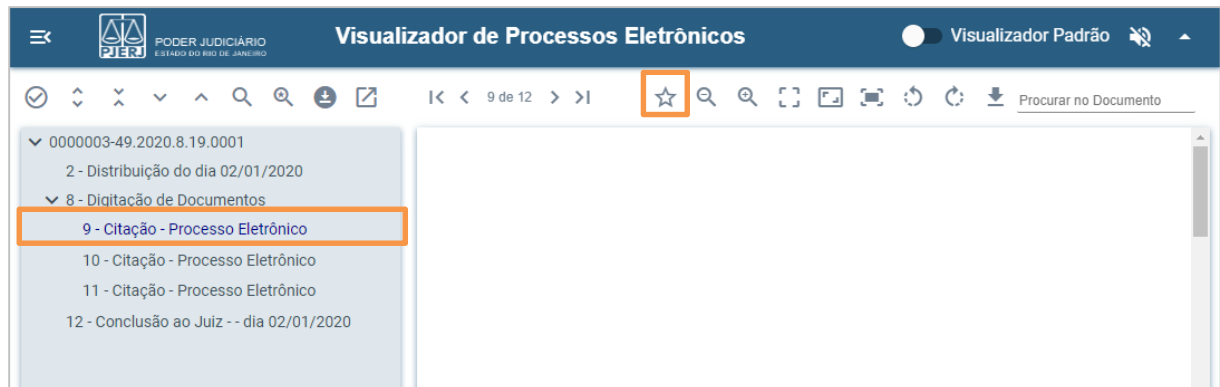 PJERJ
PODER JUDICIÁRIO
ESTADO DO RIO DE JANEIRO
Visualizador de Processos Eletrônicos
Visualizador Padrão
9 de 12
Procurar no Documento
0000003-49.2020.8.19.0001
2 - Distribuição do dia 02/01/2020
8 - Digitação de Documentos
9 - Citação - Processo Eletrônico
10 - Citação - Processo Eletrônico
11 - Citação - Processo Eletrônico
12 - Conclusão ao Juiz - - dia 02/01/2020